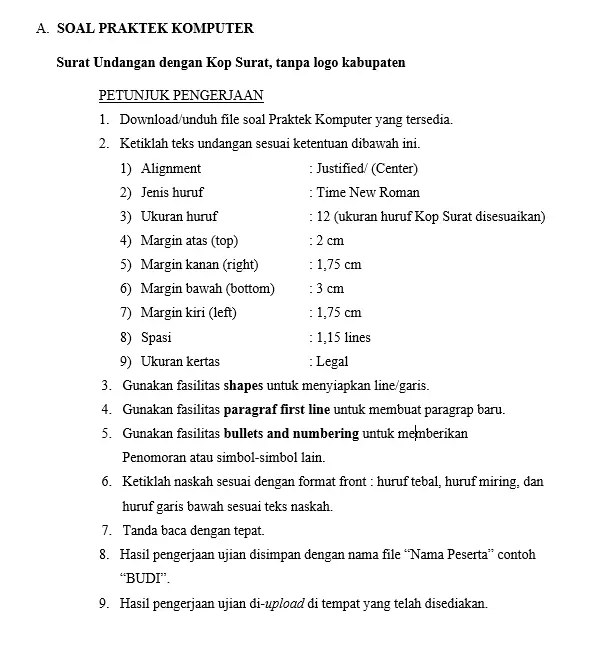 A. SOAL PRAKTEK KOMPUTER
Surat Undangan dengan Kop Surat, tanpa logo kabupaten
PETUNJUK PENGERJAAN
1. Download/unduh file soal Praktek Komputer yang tersedia.
2. Ketiklah teks undangan sesuai ketentuan dibawah ini.
1) Alignment : Justified/ (Center)
2) Jenis huruf : Time New Roman
3) Ukuran huruf : 12 (ukuran huruf Kop Surat disesuaikan)
4) Margin atas (top) : 2 cm
5) Margin kanan (right) : 1,75 cm
6) Margin bawah (bottom) : 3 cm
7) Margin kiri (left) : 1,75 cm
8) Spasi : 1,15 lines
9) Ukuran kertas : Legal
3. Gunakan fasilitas shapes untuk menyiapkan line/garis.
4. Gunakan fasilitas paragraf first line untuk membuat paragrap baru.
5. Gunakan fasilitas bullets and numbering untuk memberikan
Penomoran atau simbol-simbol lain.
6. Ketiklah naskah sesuai dengan format front : huruf tebal, huruf miring, dan
huruf garis bawah sesuai teks naskah.
7. Tanda baca dengan tepat.
8. Hasil pengerjaan ujian disimpan dengan nama file “Nama Peserta” contoh
“BUDI”.
9. Hasil pengerjaan ujian di-upload di tempat yang telah disediakan.